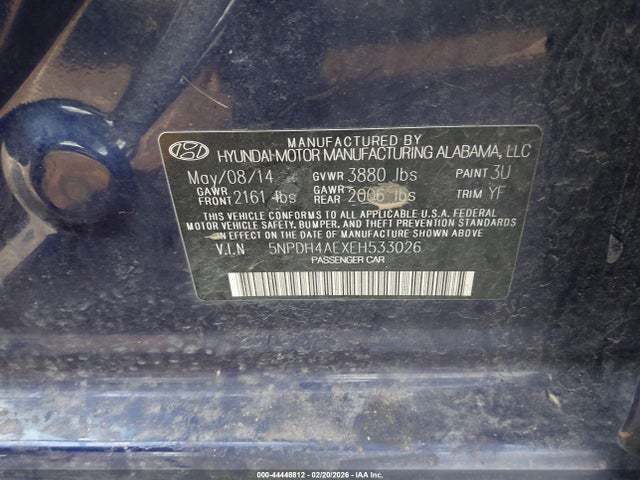 MANUFACTURED BY
HYUNDAI MOTOR MANUFACTURING ALABAMA, LLC
May/08/14 GVWR 3880 lbs PAINT 3U
GAWR FRONT 2161 lbs GAWR REAR 2006 lbs TRIM YF
THIS VEHICLE CONFORMS TO ALL APPLICABLE U.S.A. FEDERAL
MOTOR VEHICLE SAFETY, BUMPER, AND THEFT PREVENTION STANDARDS
IN EFFECT ON THE DATE OF MANUFACTURE SHOWN ABOVE.
V.I.N 5NPDH4AEXEH533026
PASSENGER CAR
000-44448812 - 02/20/2026 - IAA Inc.